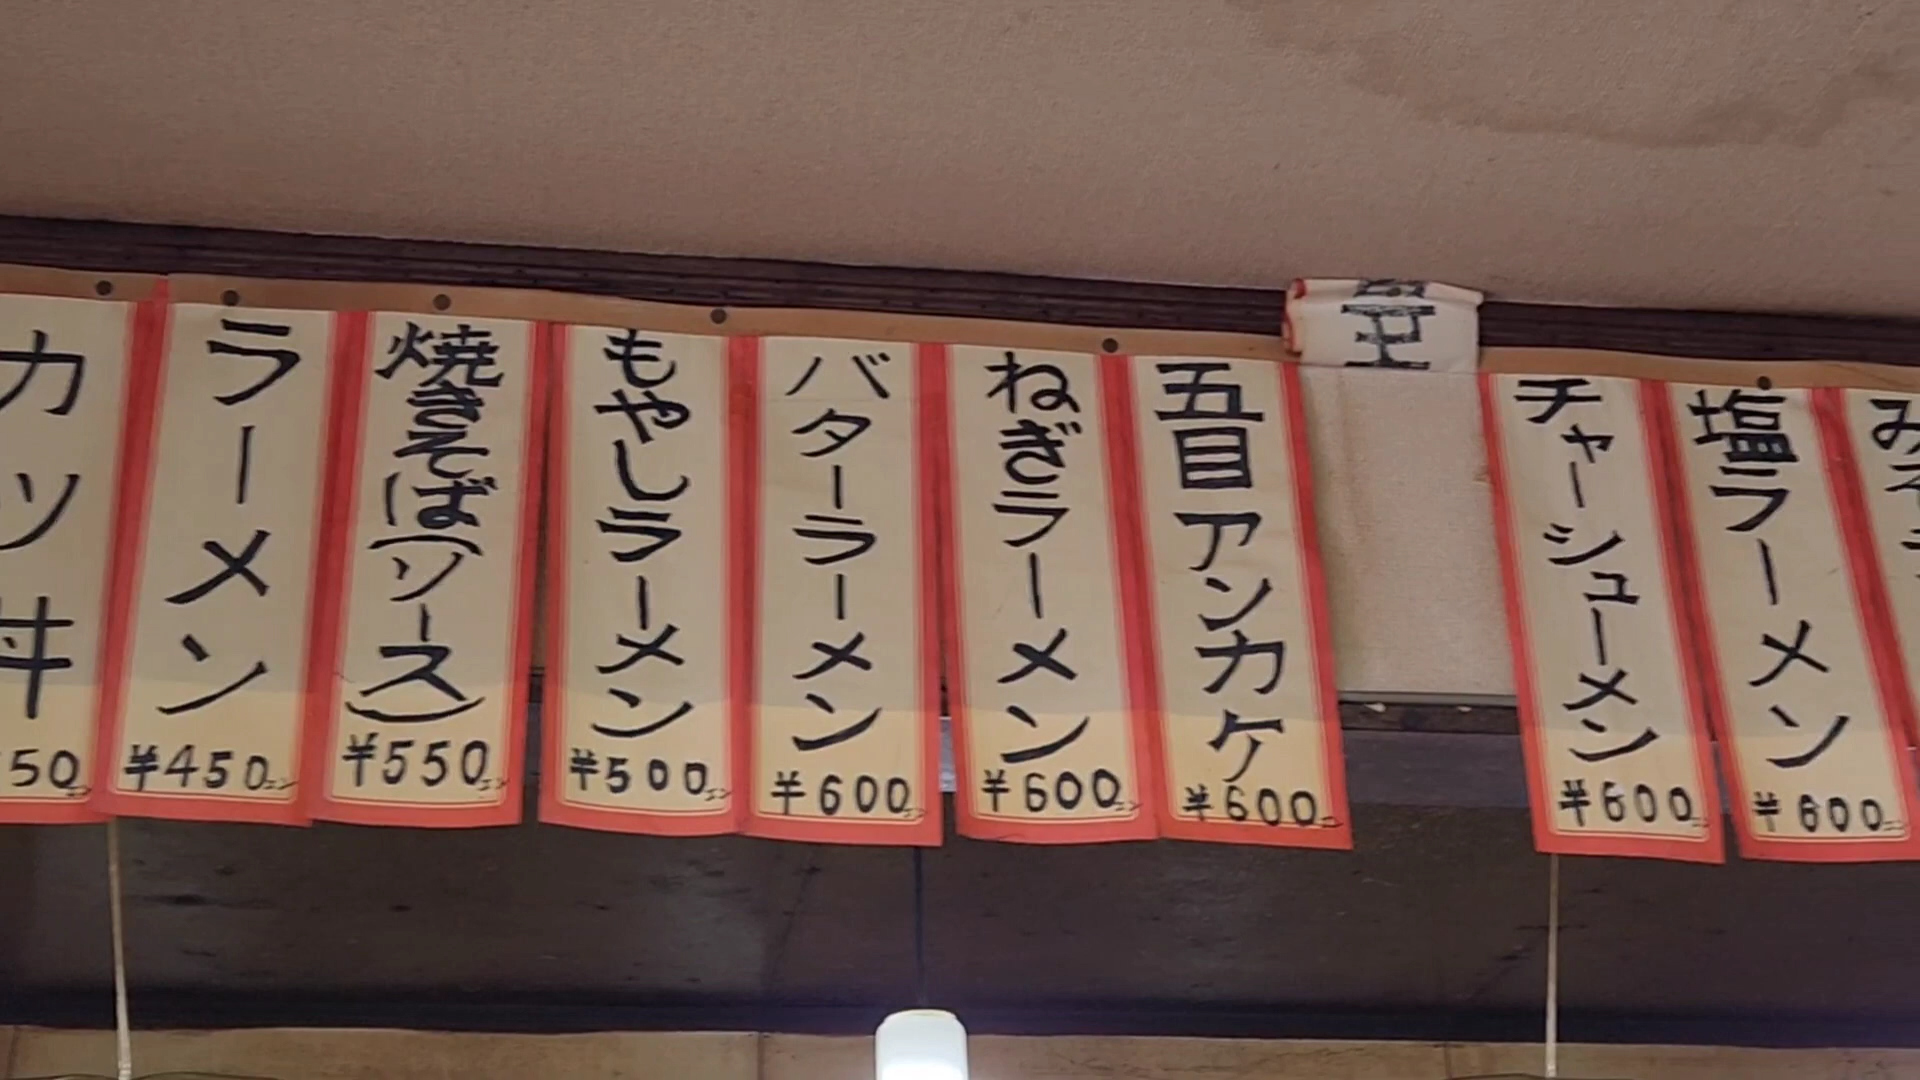 カツ丼
50
ラーメン
¥450
焼きそば(ソース)
¥550
もやしラーメン
¥500
バターラーメン
¥600
ねぎラーメン
¥600
五目アンカケ
¥600
チャーシューメン
¥600
塩ラーメン
¥600
み